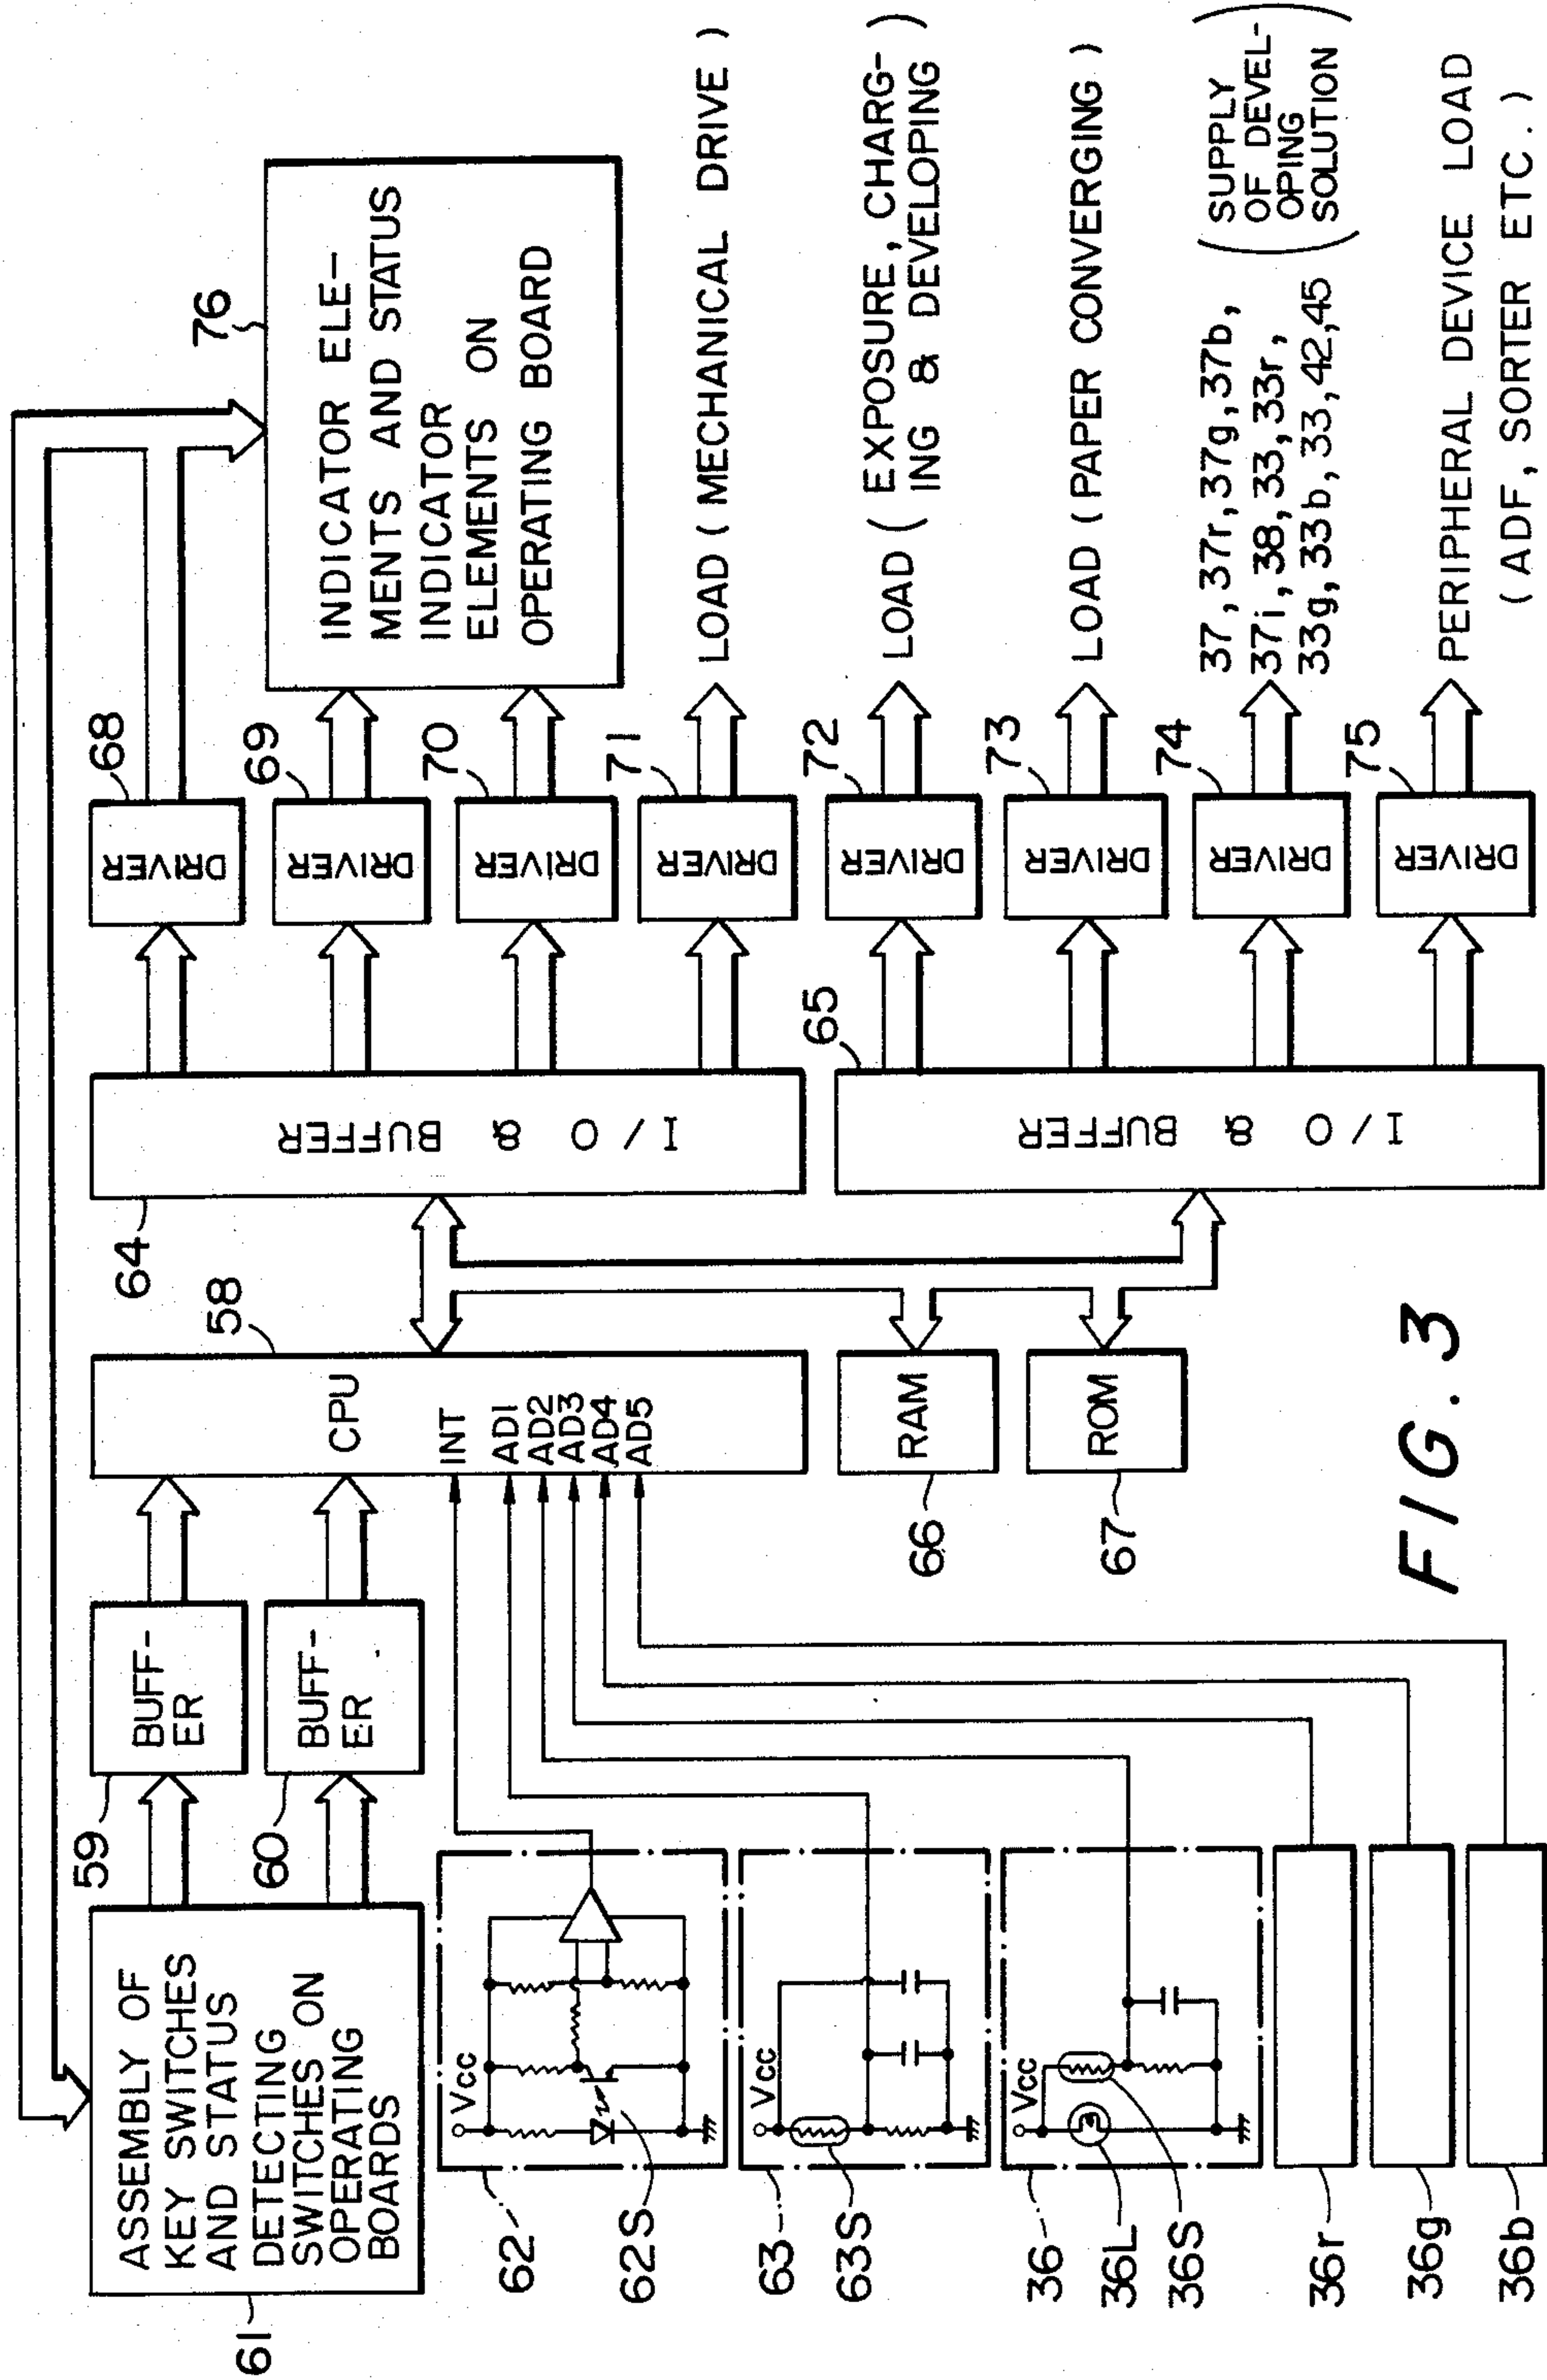 61
ASSEMBLY OF
KEY SWITCHES
AND STATUS
DETECTING
SWITCHES ON
OPERATING
BOARDS
59
BUFF-
ER
60
BUFF-
ER
62
Vcc
62S
63
Vcc
63S
36
Vcc
36L
36S
36r
36g
36b
58
CPU
INT
AD1
AD2
AD3
AD4
AD5
66
RAM
67
ROM
64
I/O & BUFFER
65
I/O & BUFFER
68
DRIVER
69
DRIVER
70
DRIVER
71
DRIVER
72
DRIVER
73
DRIVER
74
DRIVER
75
DRIVER
76
INDICATOR ELE-
MENTS AND STATUS
INDICATOR
ELEMENTS ON
OPERATING BOARD
LOAD (MECHANICAL DRIVE)
LOAD (EXPOSURE, CHARG-
ING & DEVELOPING)
LOAD (PAPER CONVERGING)
37, 37r, 37g, 37b,
37i, 38, 33, 33r,
33g, 33b, 33, 42, 45
(SUPPLY
OF DEVEL-
OPING
SOLUTION)
PERIPHERAL DEVICE LOAD
(ADF, SORTER ETC.)
FIG. 3